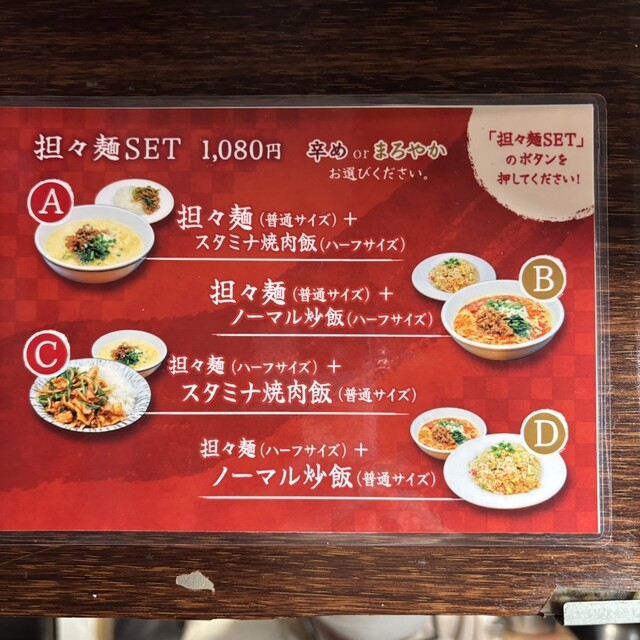 担々麺SET 1,080円
辛め or まろやか
お選びください。
「担々麺SET」
のボタンを
押してください!
A
担々麺(普通サイズ)+
スタミナ焼肉飯(ハーフサイズ)
B
担々麺(普通サイズ)+
ノーマル炒飯(ハーフサイズ)
C
担々麺(ハーフサイズ)+
スタミナ焼肉飯(普通サイズ)
D
担々麺(ハーフサイズ)+
ノーマル炒飯(普通サイズ)